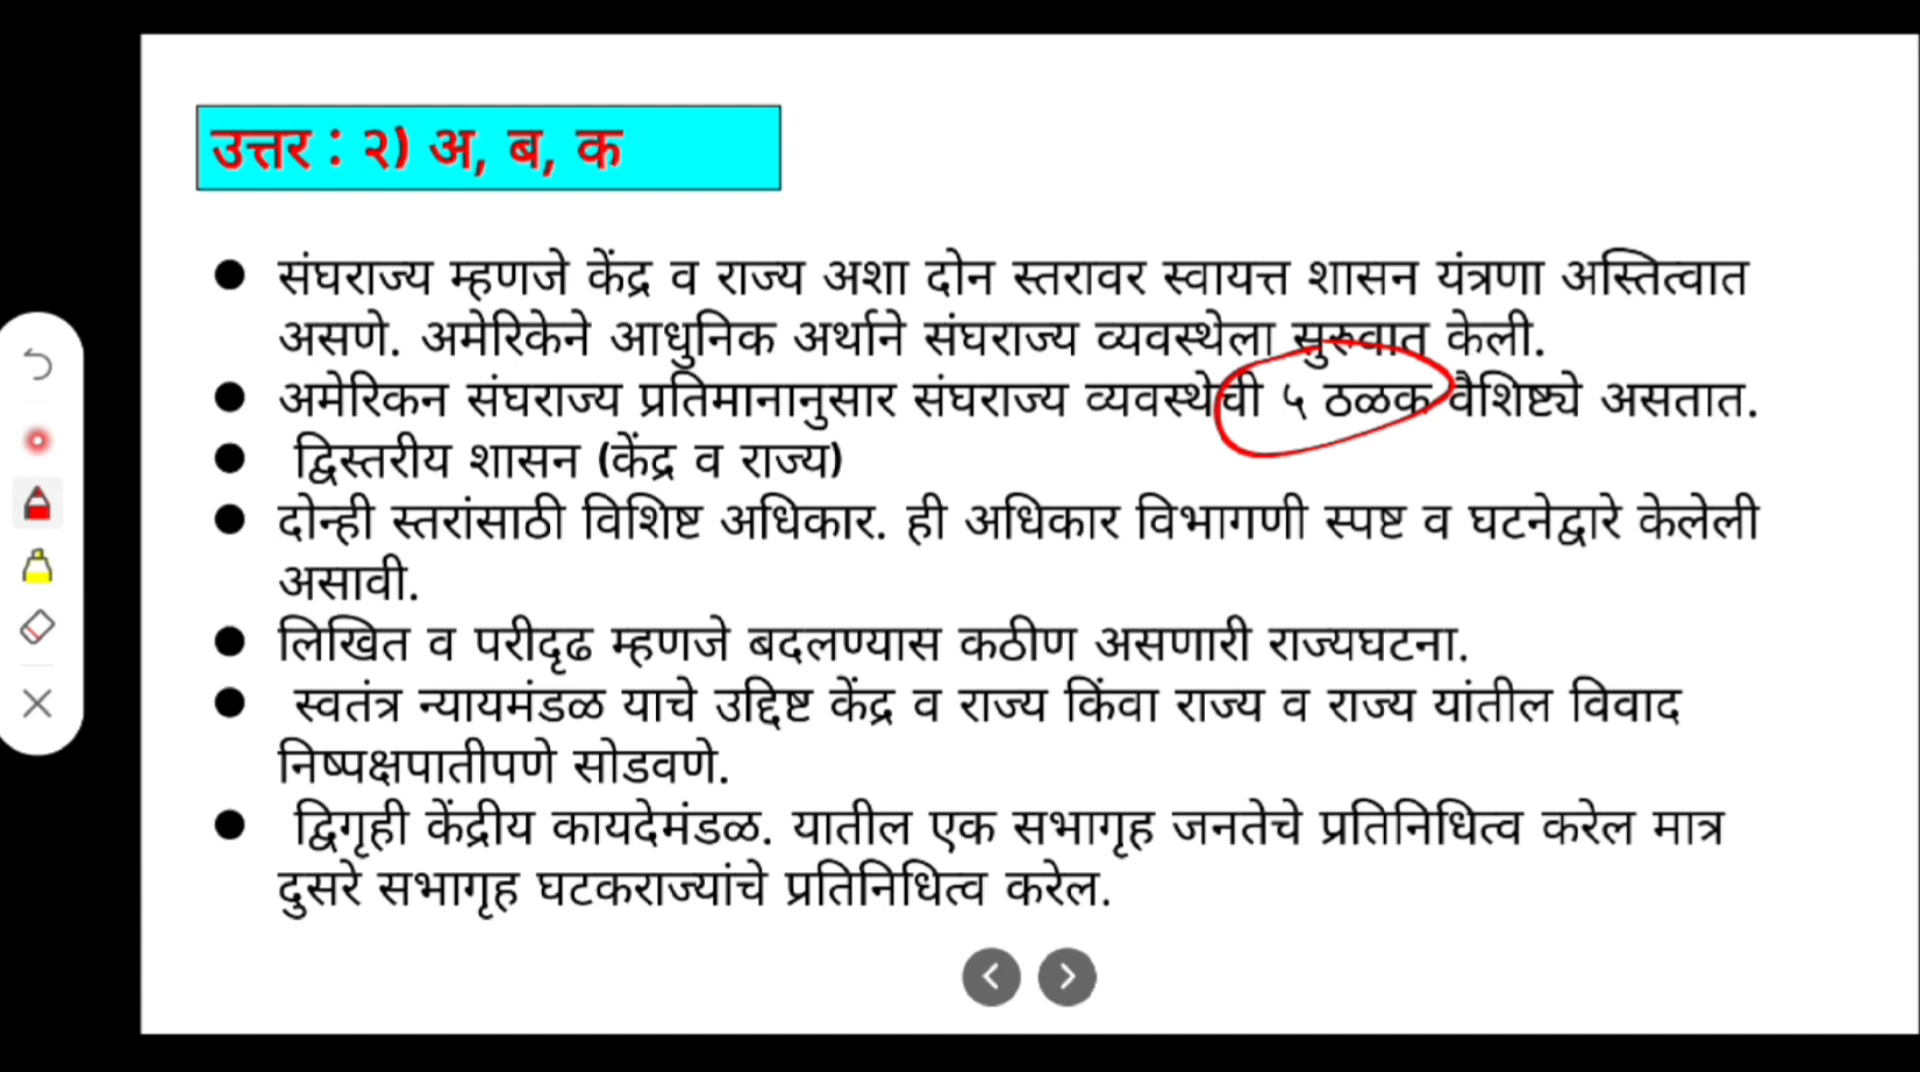 उत्तर : २) अ, ब, क
● संघराज्य म्हणजे केंद्र व राज्य अशा दोन स्तरावर स्वायत्त शासन यंत्रणा अस्तित्वात
असणे. अमेरिकेने आधुनिक अर्थाने संघराज्य व्यवस्थेला सुरुवात केली.
● अमेरिकन संघराज्य प्रतिमानानुसार संघराज्य व्यवस्थेची ५ ठळक वैशिष्ट्ये असतात.
● द्विस्तरीय शासन (केंद्र व राज्य)
● दोन्ही स्तरांसाठी विशिष्ट अधिकार. ही अधिकार विभागणी स्पष्ट व घटनेद्वारे केलेली
असावी.
● लिखित व परीदृढ म्हणजे बदलण्यास कठीण असणारी राज्यघटना.
● स्वतंत्र न्यायमंडळ याचे उद्दिष्ट केंद्र व राज्य किंवा राज्य व राज्य यांतील विवाद
निष्पक्षपातीपणे सोडवणे.
● द्विगृही केंद्रीय कायदेमंडळ. यातील एक सभागृह जनतेचे प्रतिनिधित्व करेल मात्र
दुसरे सभागृह घटकराज्यांचे प्रतिनिधित्व करेल.